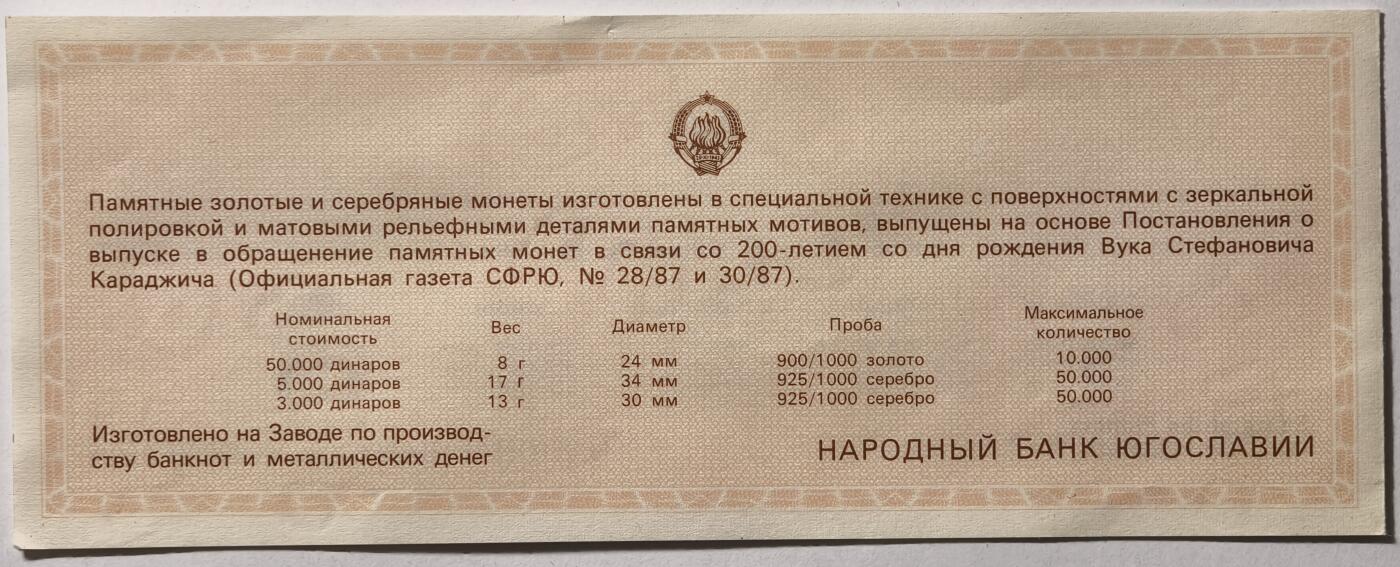 Памятные золотые и серебряные монеты изготовлены в специальной технике с поверхностями с зеркальной
полировкой и матовыми рельефными деталями памятных мотивов, выпущены на основе Постановления о
выпуске в обращенение памятных монет в связи со 200-летием со дня рождения Вука Стефановича
Караджича (Официальная газета СФРЮ, № 28/87 и 30/87).
Номинальная стоимость Вес Диаметр Проба Максимальное количество
50.000 динаров 8 г 24 мм 900/1000 золото 10.000
5.000 динаров 17 г 34 мм 925/1000 серебро 50.000
3.000 динаров 13 г 30 мм 925/1000 серебро 50.000
Изготовлено на Заводе по производ-
ству банкнот и металлических денег
НАРОДНЫЙ БАНК ЮГОСЛАВИИ